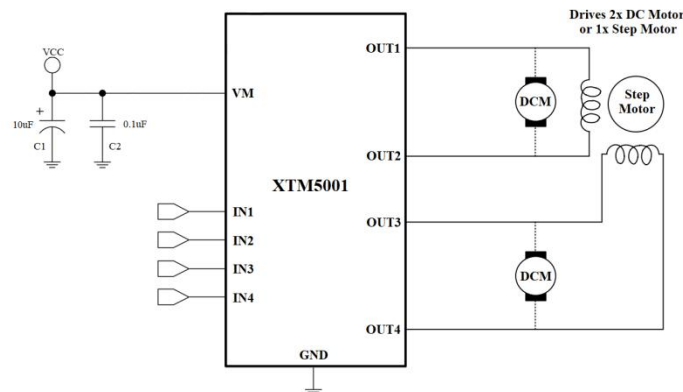 Drives 2x DC Motor
or 1x Step Motor
VCC
OUT1
VM
DCM
Step
Motor
+
10uF
0.1uF
C1
C2
OUT2
XTM5001
IN1
OUT3
IN2
IN3
DCM
IN4
OUT4
GND